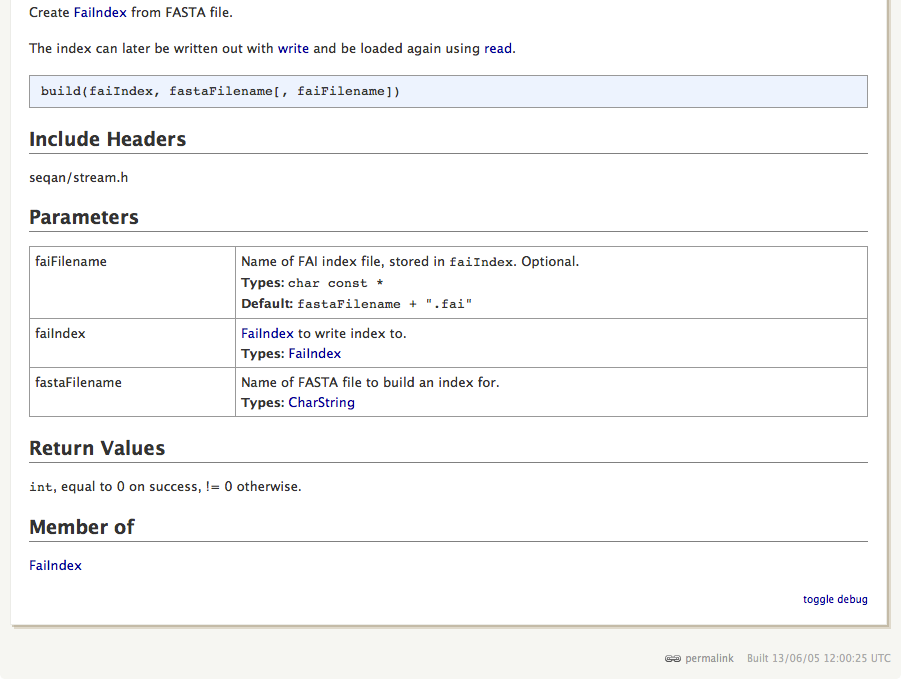 Create FaiIndex from FASTA file.
The index can later be written out with write and be loaded again using read.
build(faiIndex, fastaFilename[, faiFilename])
Include Headers
seqan/stream.h
Parameters
faiFilename
Name of FAI index file, stored in faiIndex. Optional.
Types: char const *
Default: fastaFilename + ".fai"
faiIndex
FaiIndex to write index to.
Types: FaiIndex
fastaFilename
Name of FASTA file to build an index for.
Types: CharString
Return Values
int, equal to 0 on success, != 0 otherwise.
Member of
FaiIndex
toggle debug
permalink Built 13/06/05 12:00:25 UTC